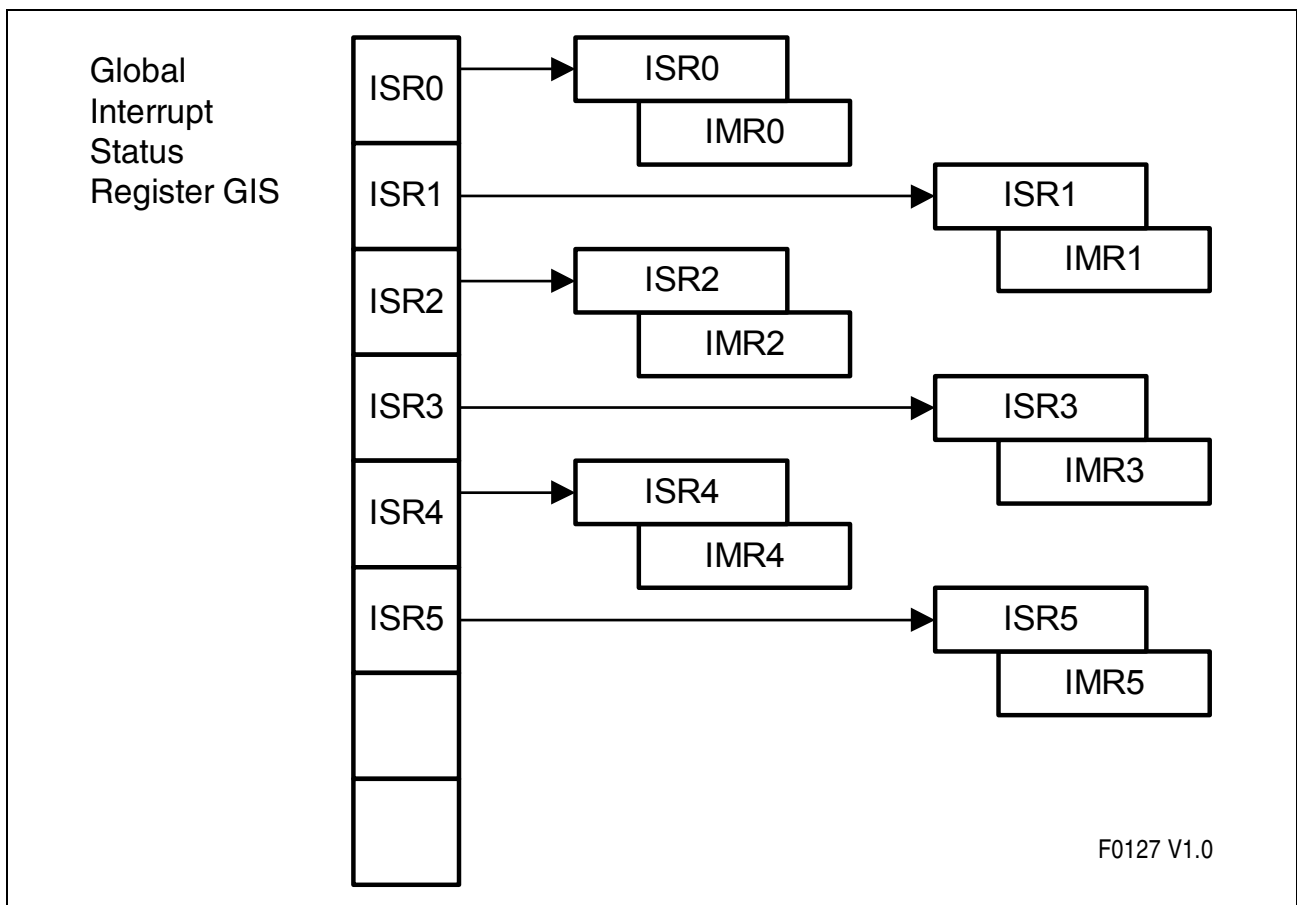 Global
Interrupt
Status
Register GIS
ISR0
ISR0
IMR0
ISR1
ISR1
IMR1
ISR2
ISR2
IMR2
ISR3
ISR3
IMR3
ISR4
ISR4
IMR4
ISR5
ISR5
IMR5
F0127 V1.0